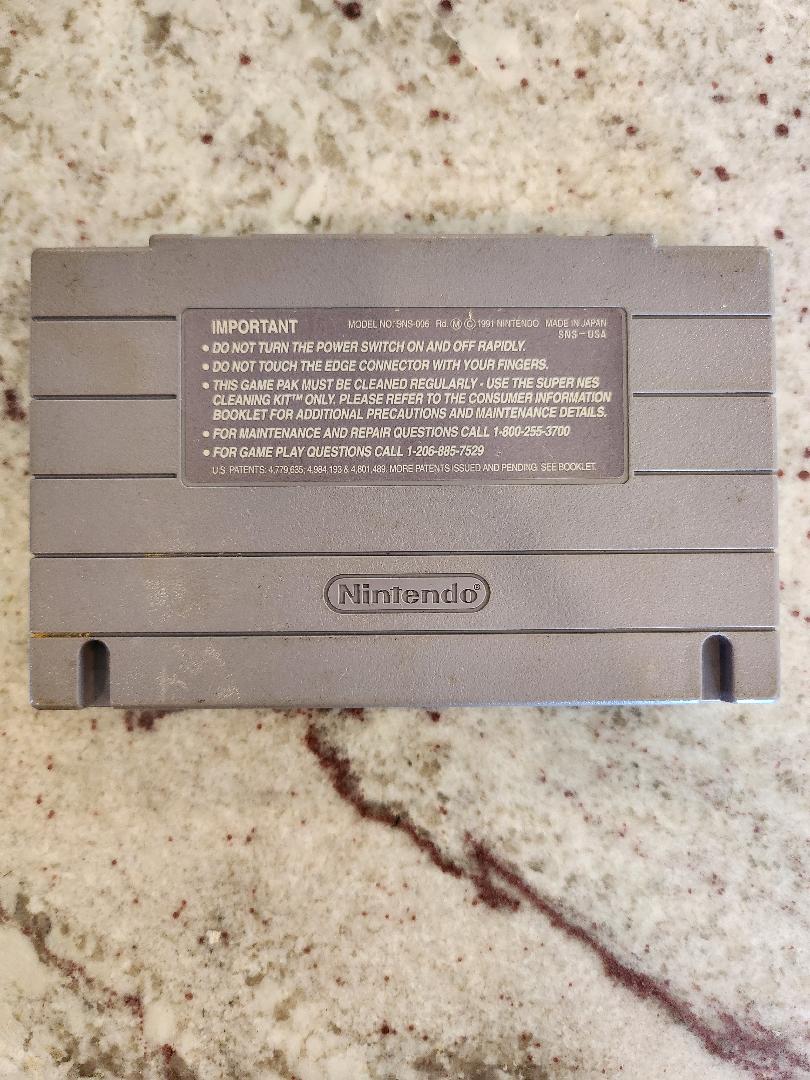 IMPORTANT MODEL NO. SNS-006 Rd. Ⓜ Ⓒ 1991 NINTENDO MADE IN JAPAN
SNS-USA
• DO NOT TURN THE POWER SWITCH ON AND OFF RAPIDLY.
• DO NOT TOUCH THE EDGE CONNECTOR WITH YOUR FINGERS.
• THIS GAME PAK MUST BE CLEANED REGULARLY - USE THE SUPER NES
CLEANING KIT™ ONLY. PLEASE REFER TO THE CONSUMER INFORMATION
BOOKLET FOR ADDITIONAL PRECAUTIONS AND MAINTENANCE DETAILS.
• FOR MAINTENANCE AND REPAIR QUESTIONS CALL 1-800-255-3700
• FOR GAME PLAY QUESTIONS CALL 1-206-885-7529
U.S. PATENTS: 4,779,635; 4,984,193 & 4,801,489. MORE PATENTS ISSUED AND PENDING. SEE BOOKLET.
Nintendo®